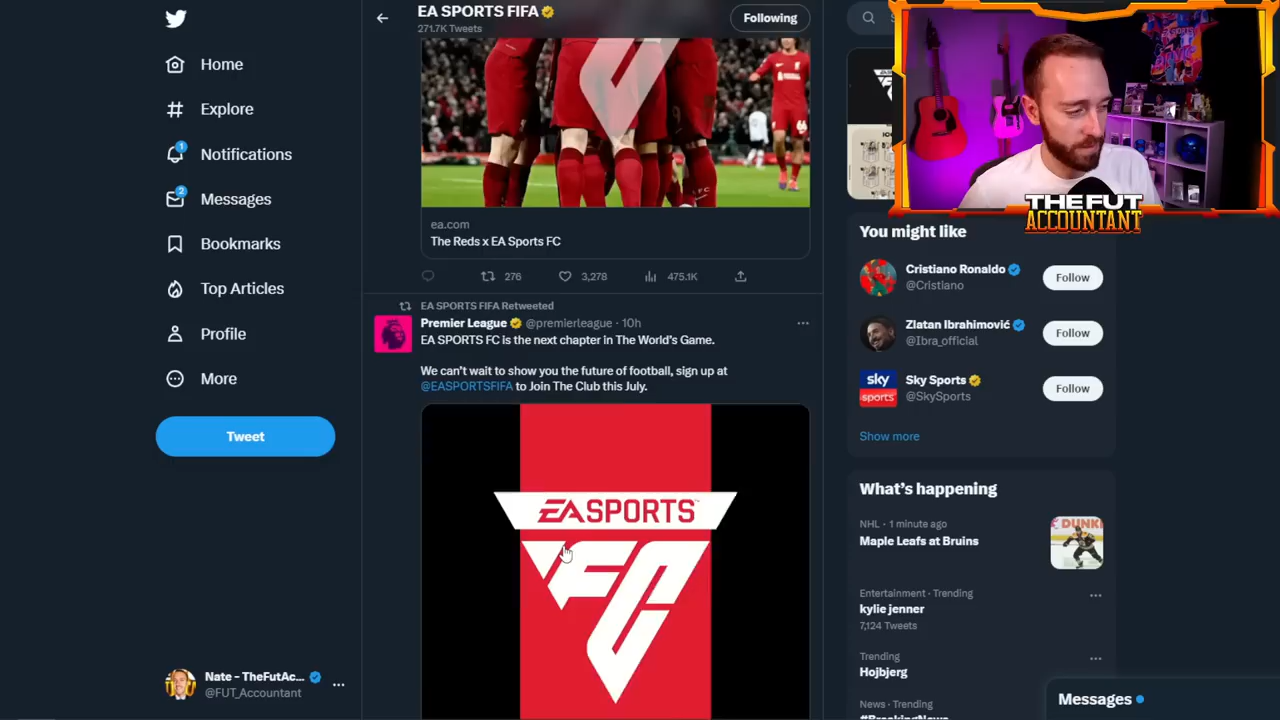 EA SPORTS FIFA
271.7K Tweets
Following
Home
Explore
1
Notifications
2
Messages
Bookmarks
Top Articles
Profile
More
Tweet
Nate - TheFutAc...
@FUT_Accountant
ea.com
The Reds x EA Sports FC
276
3,278
475.1K
EA SPORTS FIFA Retweeted
Premier League @premierleague · 10h
EA SPORTS FC is the next chapter in The World's Game.
We can't wait to show you the future of football, sign up at
@EASPORTSFIFA to Join The Club this July.
EA SPORTS
FC
THE FUT
ACCOUNTANT
You might like
Cristiano Ronaldo
@Cristiano
Follow
Zlatan Ibrahimović
@Ibra_official
Follow
sky
sports
Sky Sports
@SkySports
Follow
Show more
What's happening
NHL · 1 minute ago
Maple Leafs at Bruins
Entertainment · Trending
kylie jenner
7,124 Tweets
Trending
Hojbjerg
News · Trending
Messages